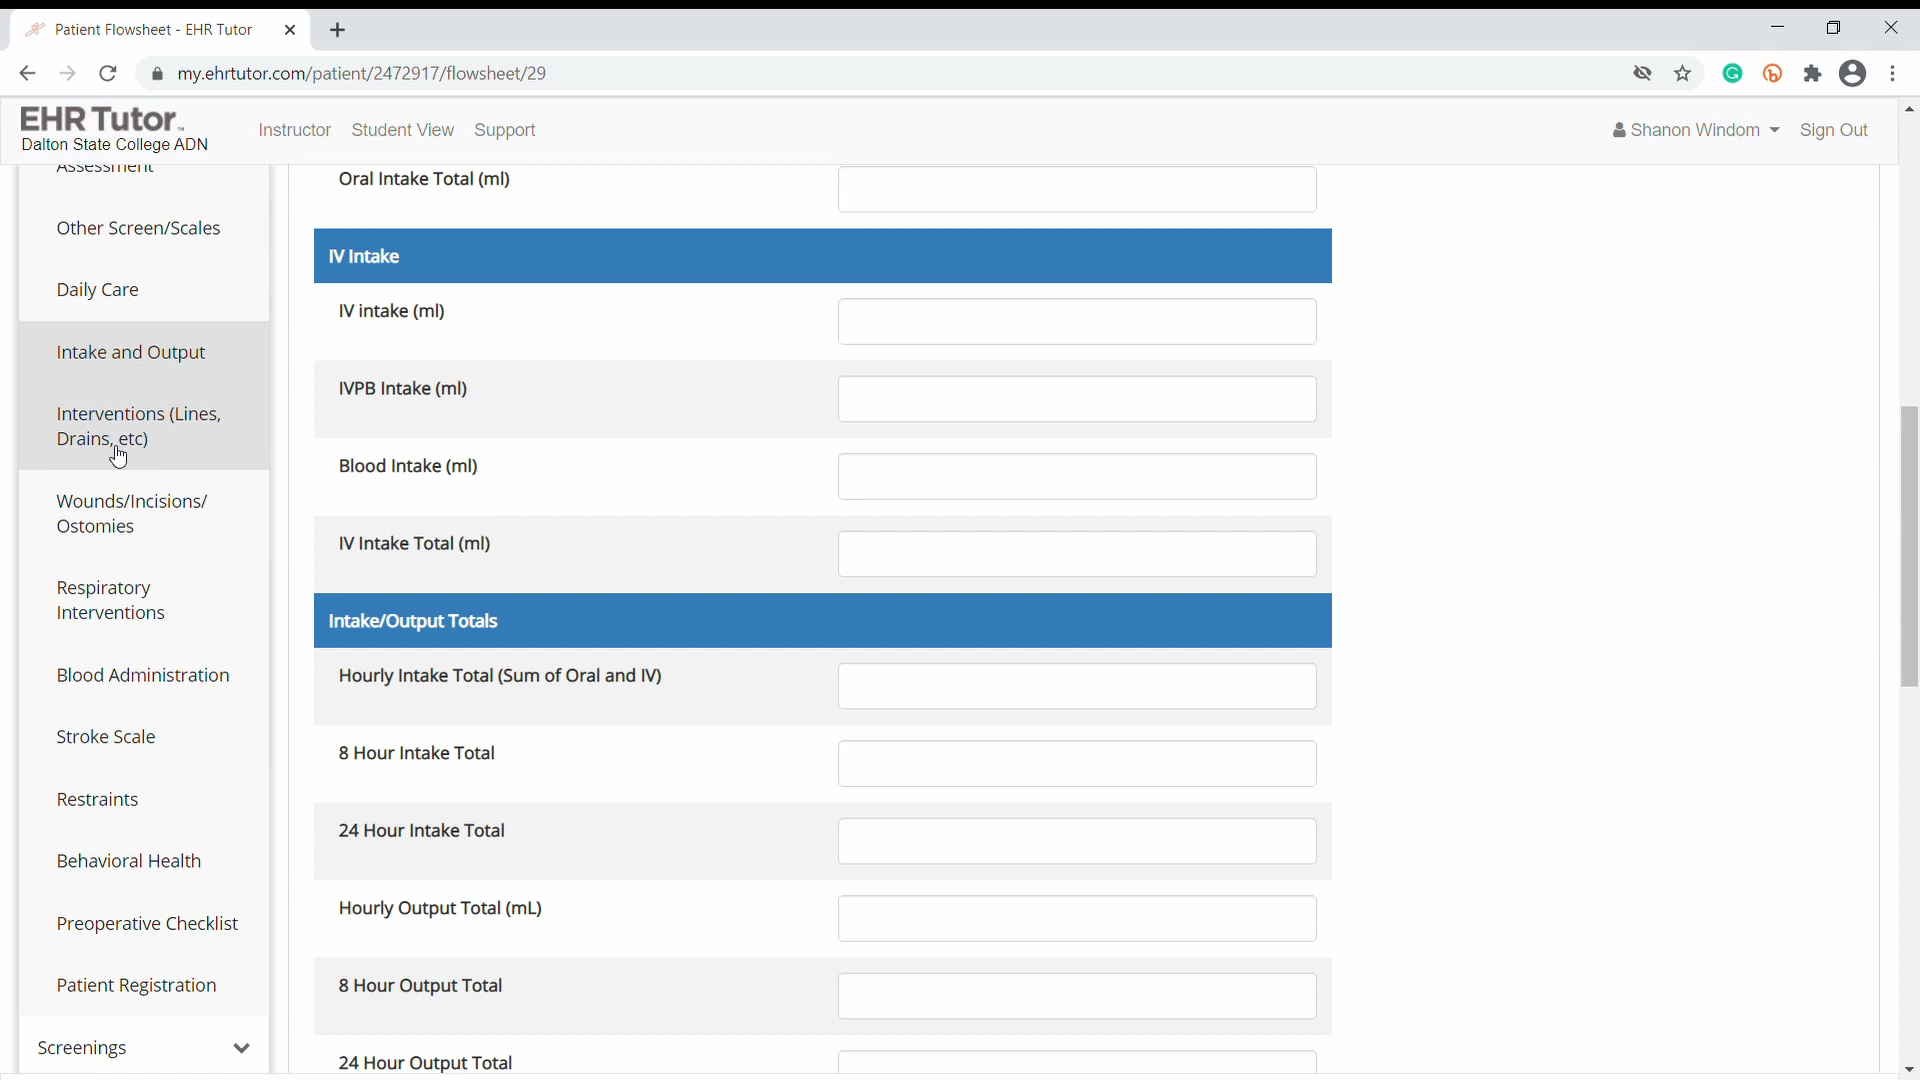 Patient Flowsheet - EHR Tutor
my.ehrtutor.com/patient/2472917/flowsheet/29
EHR Tutor
Dalton State College ADN
Instructor
Student View
Support
Shanon Windom
Sign Out
Assessment
Other Screen/Scales
Daily Care
Intake and Output
Interventions (Lines,
Drains, etc)
Wounds/Incisions/
Ostomies
Respiratory
Interventions
Blood Administration
Stroke Scale
Restraints
Behavioral Health
Preoperative Checklist
Patient Registration
Screenings
Oral Intake Total (ml)
IV Intake
IV intake (ml)
IVPB Intake (ml)
Blood Intake (ml)
IV Intake Total (ml)
Intake/Output Totals
Hourly Intake Total (Sum of Oral and IV)
8 Hour Intake Total
24 Hour Intake Total
Hourly Output Total (mL)
8 Hour Output Total
24 Hour Output Total